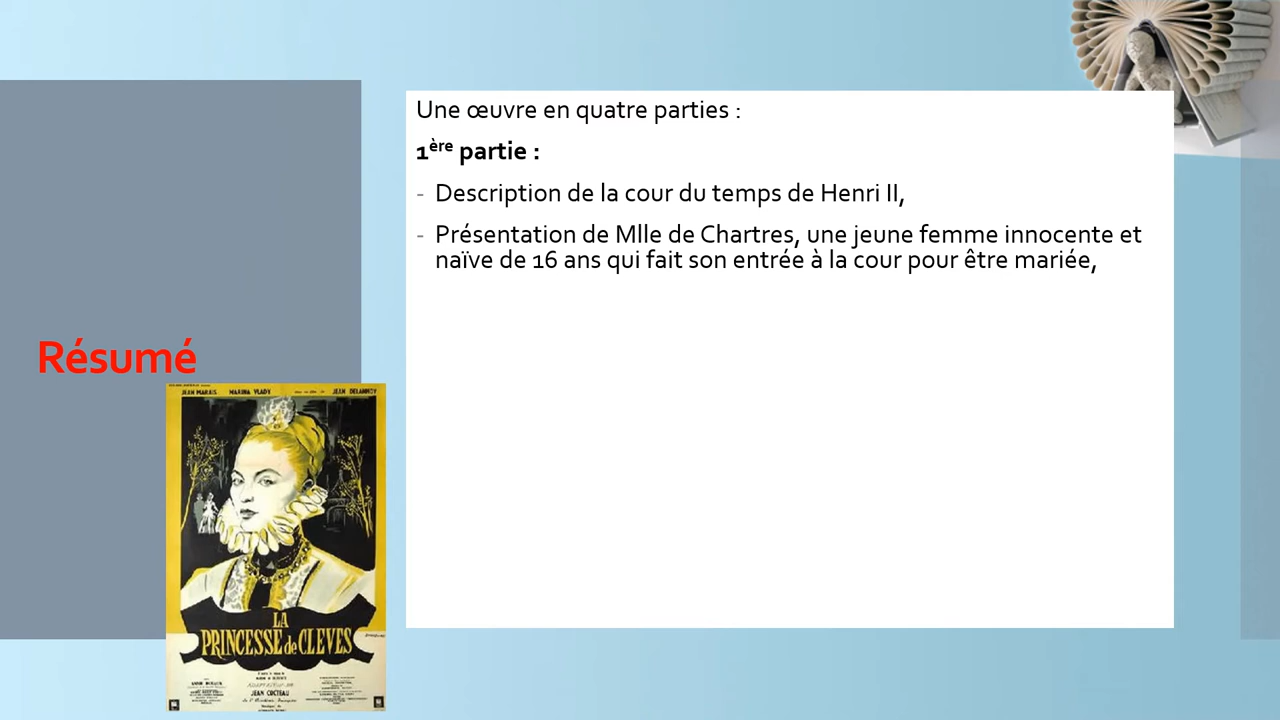 Une œuvre en quatre parties :
1ère partie :
- Description de la cour du temps de Henri II,
- Présentation de Mlle de Chartres, une jeune femme innocente et
naïve de 16 ans qui fait son entrée à la cour pour être mariée,
Résumé
JEAN MARAIS MARINA VLADY JEAN DELANNOY
LA
PRINCESSE de CLEVES
JEAN COCTEAU